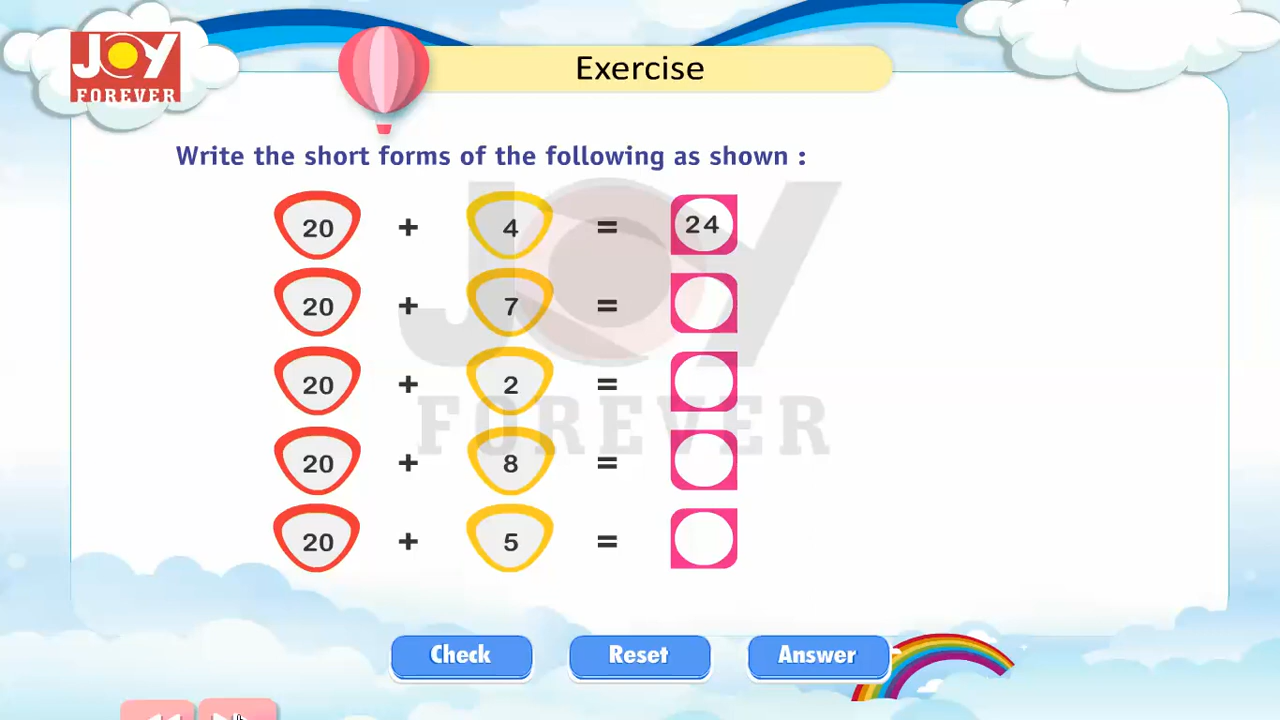 JOY
FOREVER
Exercise
Write the short forms of the following as shown :
20 + 4 = 24
20 + 7 =
20 + 2 =
20 + 8 =
20 + 5 =
JOY
FOREVER
Check Reset Answer